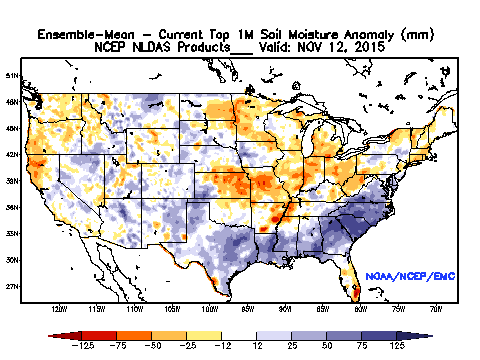 Ensemble-Mean - Current Top 1M Soil Moisture Anomaly (mm)
NCEP NLDAS Products___ Valid: NOV 12, 2015
51N
48N
45N
42N
39N
36N
33N
30N
27N
NOAA/NCEP/EMC
120W 115W 110W 105W 100W 95W 90W 85W 80W 75W 70W
-125 -75 -50 -25 -12 12 25 50 75 125